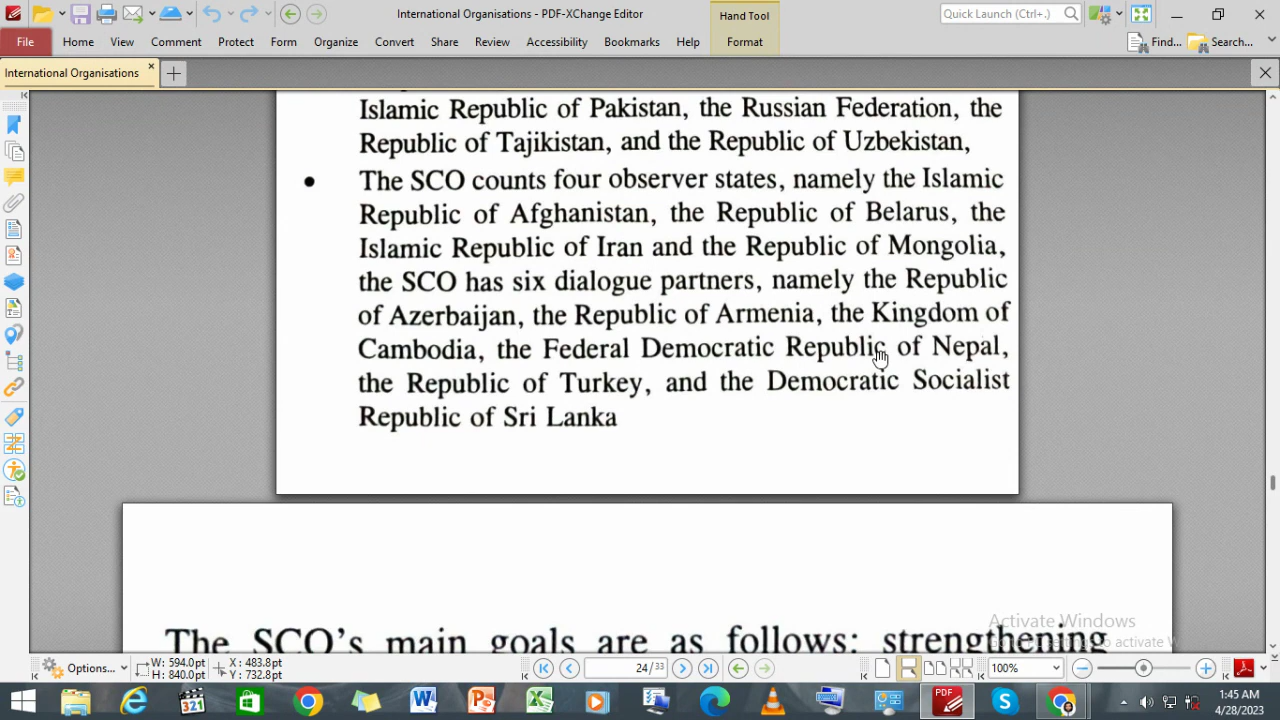 International Organisations - PDF-XChange Editor
Hand Tool
Quick Launch (Ctrl+.)
File
Home
View
Comment
Protect
Form
Organize
Convert
Share
Review
Accessibility
Bookmarks
Help
Format
Find...
Search...
International Organisations
Islamic Republic of Pakistan, the Russian Federation, the
Republic of Tajikistan, and the Republic of Uzbekistan,
• The SCO counts four observer states, namely the Islamic
Republic of Afghanistan, the Republic of Belarus, the
Islamic Republic of Iran and the Republic of Mongolia,
the SCO has six dialogue partners, namely the Republic
of Azerbaijan, the Republic of Armenia, the Kingdom of
Cambodia, the Federal Democratic Republic of Nepal,
the Republic of Turkey, and the Democratic Socialist
Republic of Sri Lanka
The SCO's main goals are as follows: strengthening
Activate Windows
Options...
W: 594.0pt
H: 840.0pt
X: 483.8pt
Y: 732.8pt
24/33
100%
321
PDF
1:45 AM
4/28/2023